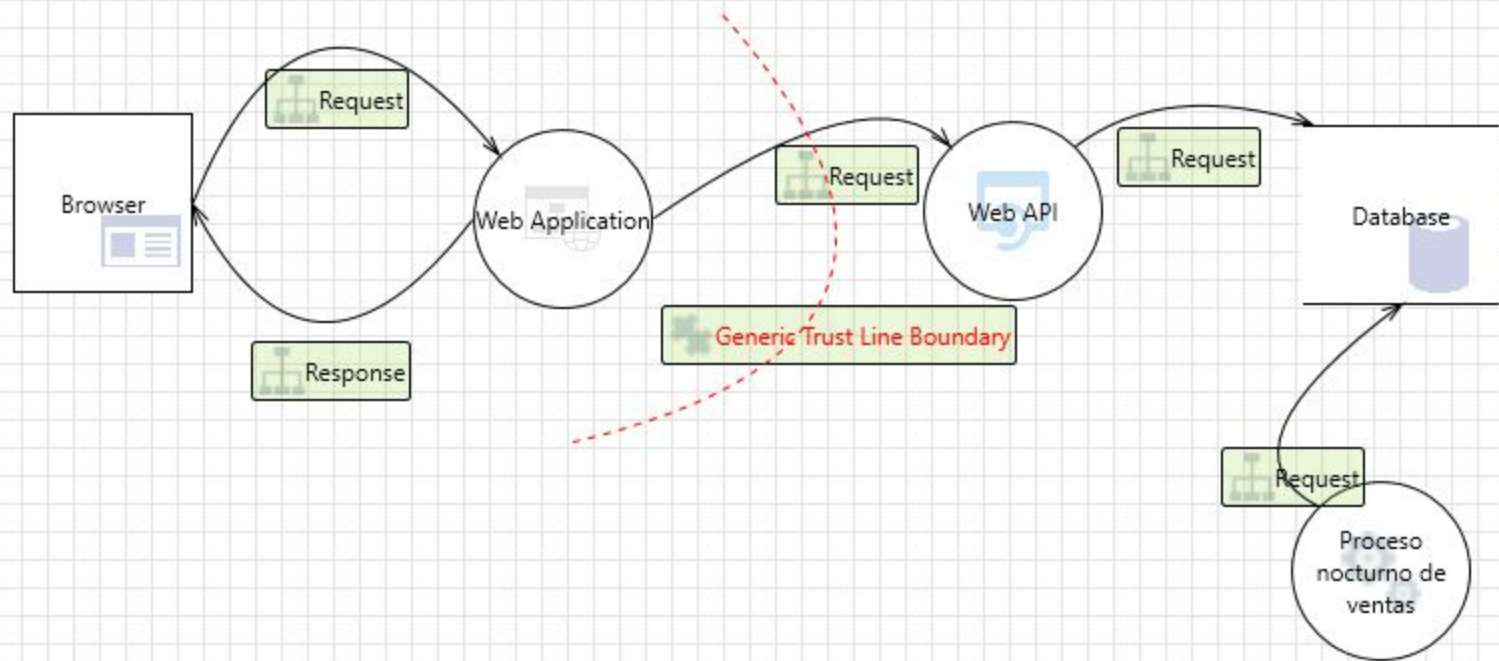 Request
Browser
Web Application
Response
Request
Generic Trust Line Boundary
Web API
Request
Database
Request
Proceso
nocturno de
ventas